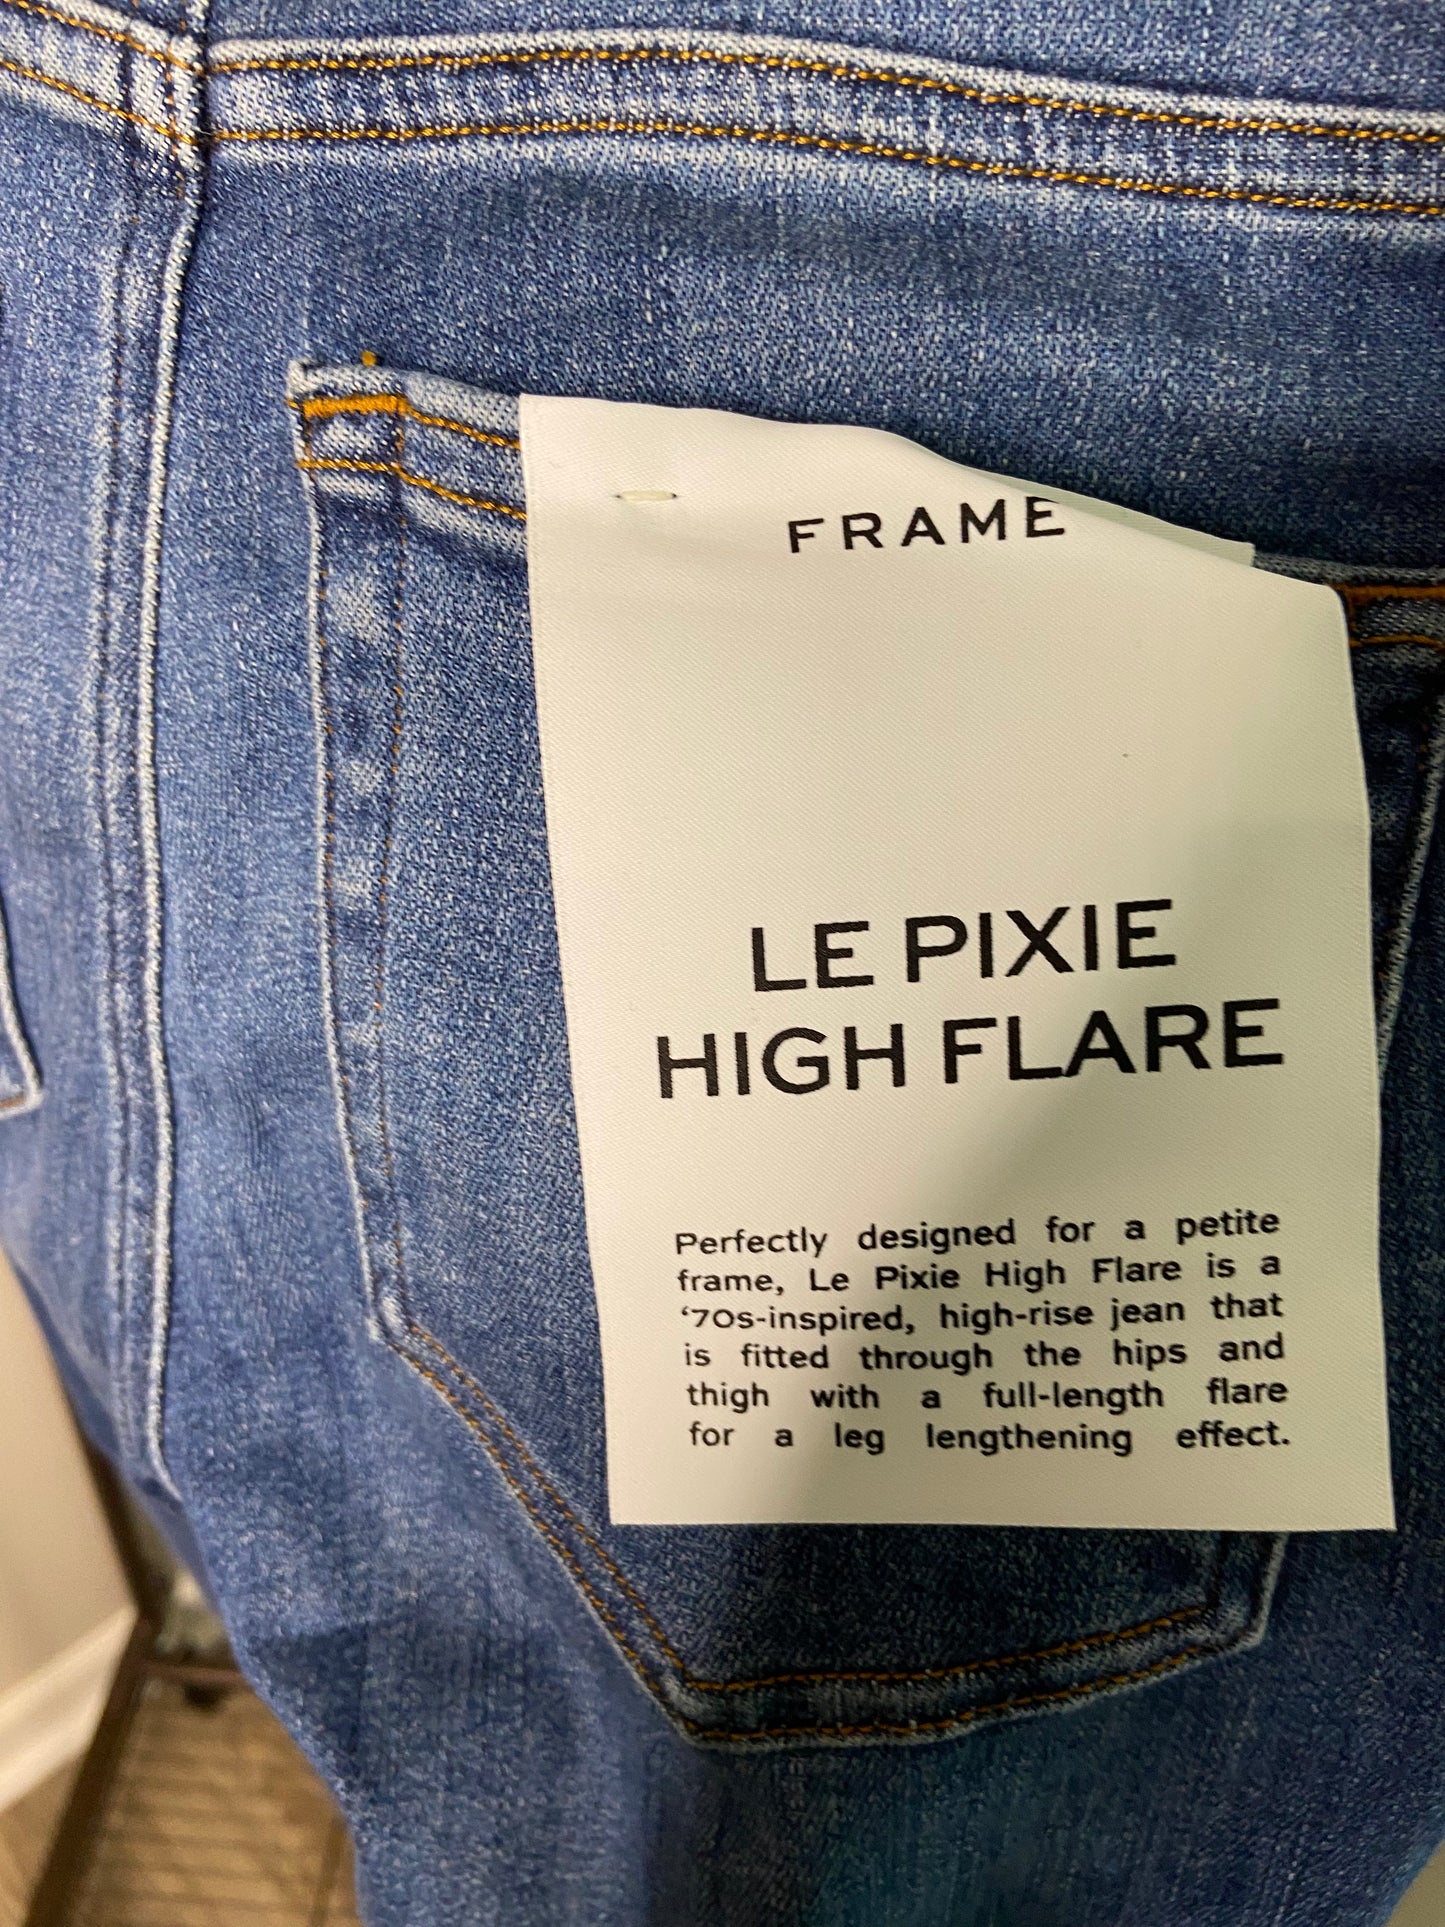 FRAME
LE PIXIE
HIGH FLARE
Perfectly designed for a petite
frame, Le Pixie High Flare is a
‘70s-inspired, high-rise jean that
is fitted through the hips and
thigh with a full-length flare
for a leg lengthening effect.